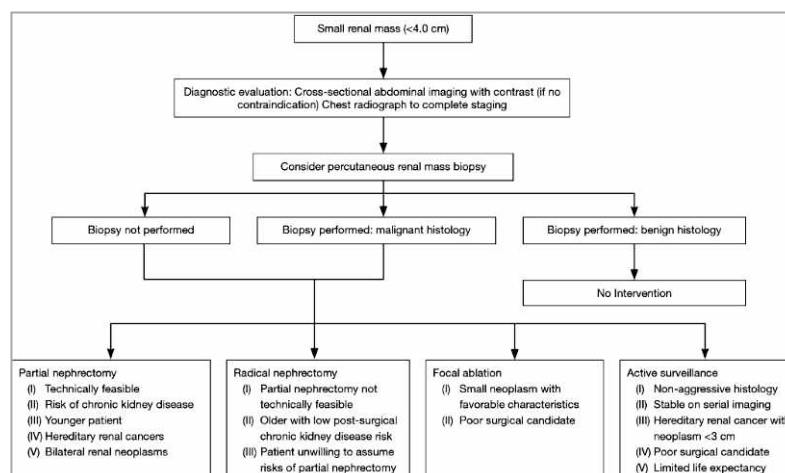 Small renal mass (<4.0 cm)
Diagnostic evaluation: Cross-sectional abdominal imaging with contrast (if no
contraindication) Chest radiograph to complete staging
Consider percutaneous renal mass biopsy
Biopsy not performed
Biopsy performed: malignant histology
Biopsy performed: benign histology
No Intervention
Partial nephrectomy
(I) Technically feasible
(II) Risk of chronic kidney disease
(III) Younger patient
(IV) Hereditary renal cancers
(V) Bilateral renal neoplasms
Radical nephrectomy
(I) Partial nephrectomy not
technically feasible
(II) Older with low post-surgical
chronic kidney disease risk
(III) Patient unwilling to assume
risks of partial nephrectomy
Focal ablation
(I) Small neoplasm with
favorable characteristics
(II) Poor surgical candidate
Active surveillance
(I) Non-aggressive histology
(II) Stable on serial imaging
(III) Hereditary renal cancer with
neoplasm <3 cm
(IV) Poor surgical candidate
(V) Limited life expectancy